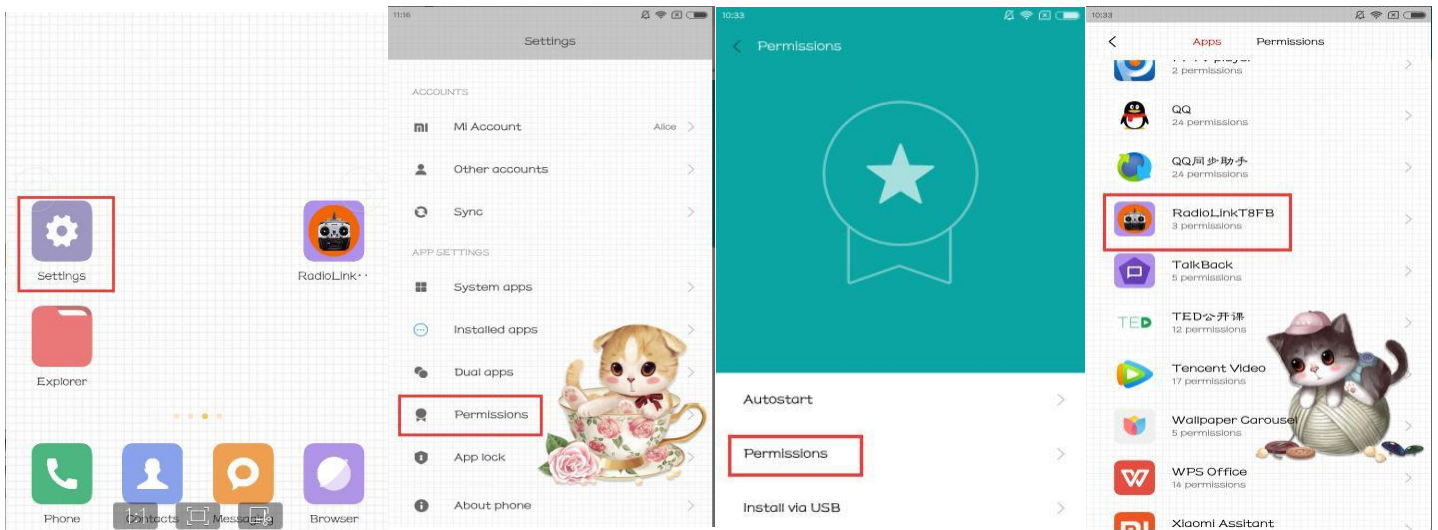 Settings
RadioLink··
Explorer
Phone
Contacts
Messaging
Browser
1:1
11:16
Settings
ACCOUNTS
Mi Account
Alice
Other accounts
Sync
APP SETTINGS
System apps
Installed apps
Dual apps
Permissions
App lock
About phone
10:33
Permissions
Autostart
Permissions
Install via USB
10:33
Apps Permissions
2 permissions
QQ
24 permissions
QQ同步助手
24 permissions
RadioLinkT8FB
3 permissions
TalkBack
5 permissions
TED
TED公开课
12 permissions
Tencent Video
17 permissions
Wallpaper Carousel
5 permissions
WPS Office
14 permissions
Xiaomi Assitant